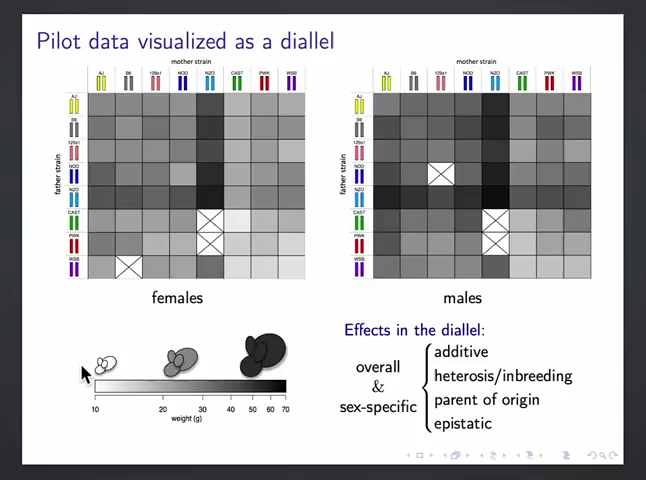 Pilot data visualized as a diallel
mother strain
AJ B6 129s1 NOD NZO CAST PWK WSB
father strain
AJ
B6
129s1
NOD
NZO
CAST
PWK
WSB
females
mother strain
AJ B6 129s1 NOD NZO CAST PWK WSB
father strain
AJ
B6
129s1
NOD
NZO
CAST
PWK
WSB
males
10 20 30 40 50 60 70
weight (g)
Effects in the diallel:
overall
&
sex-specific
additive
heterosis/inbreeding
parent of origin
epistatic